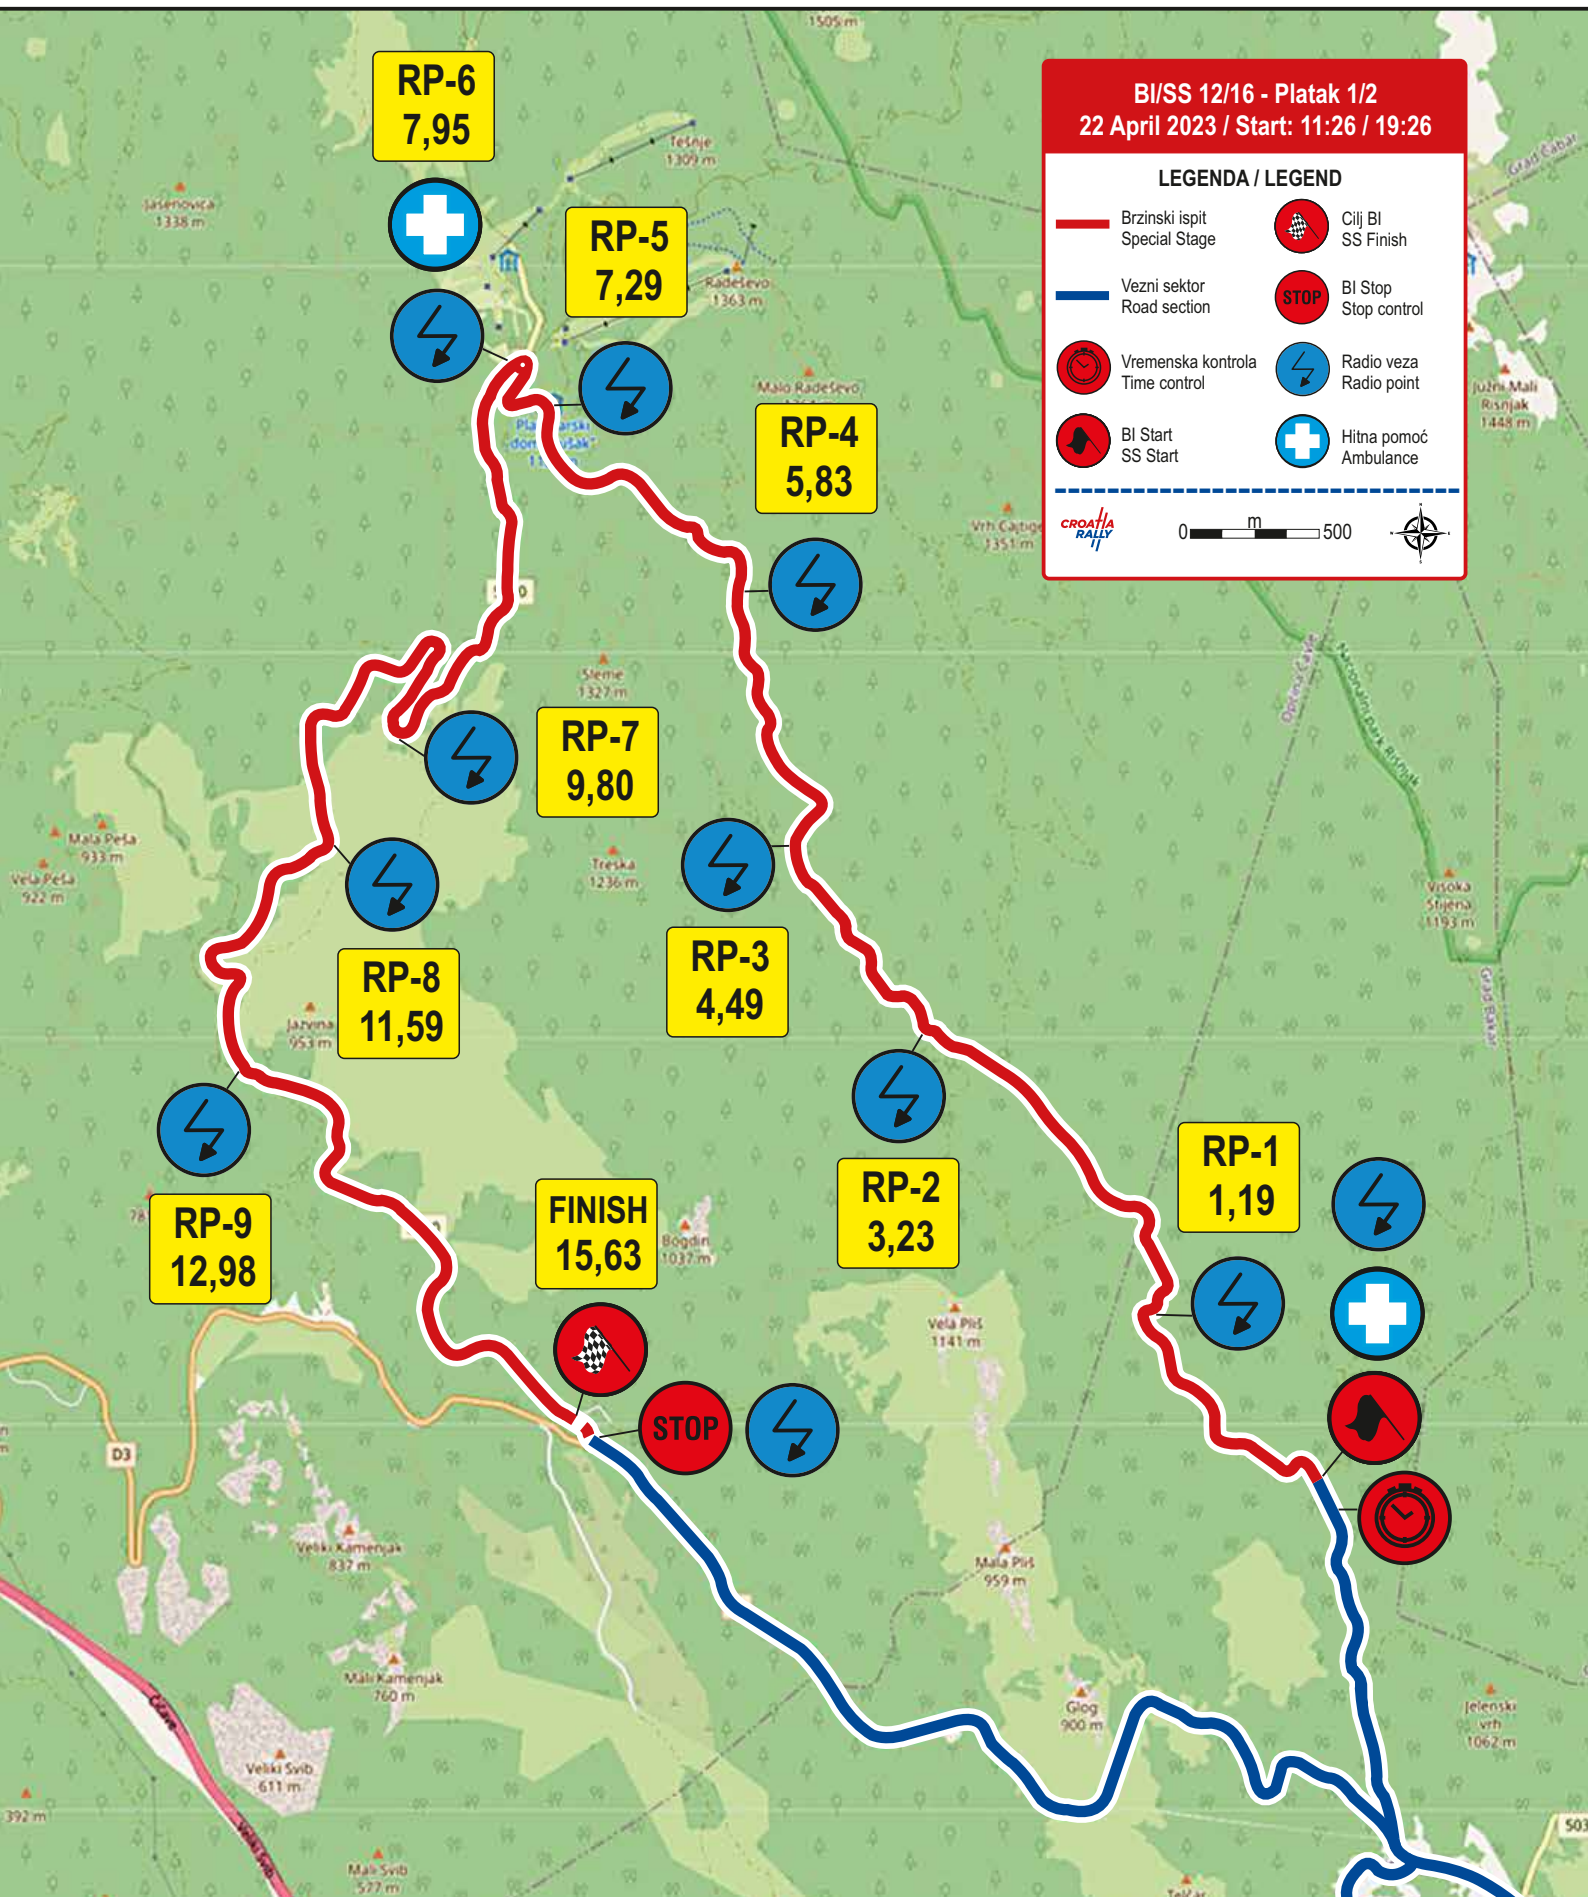 1505 m
RP-6
7,95
Tešnje
1309 m
Jasenovica
1338 m
RP-5
7,29
Radeševo
1363 m
Malo Radeševo
BI/SS 12/16 - Platak 1/2
22 April 2023 / Start: 11:26 / 19:26
LEGENDA / LEGEND
Brzinski ispit
Special Stage
Cilj BI
SS Finish
Vezni sektor
Road section
STOP
BI Stop
Stop control
Vremenska kontrola
Time control
Radio veza
Radio point
BI Start
SS Start
Hitna pomoć
Ambulance
CROATIA
RALLY
0
m
500
Grad Čabar
Južni Mali
Risnjak
1448 m
RP-4
5,83
1351 m
Općina Čavle
Nacionalni park Risnjak
Sleme
1327 m
RP-7
9,80
Mala Peša
933 m
Vela Peša
922 m
Treska
1236 m
Visoka
Stijena
1193 m
Grad Bakar
RP-3
4,49
RP-8
11,59
Jazvina
953 m
RP-2
3,23
RP-1
1,19
RP-9
12,98
FINISH
15,63
Bogdin
1037 m
Vela Pliš
1141 m
STOP
D3
Veliki Kamenjak
837 m
Mala Pliš
959 m
Mali Kamenjak
760 m
Glog
900 m
Jelenski
vrh
1062 m
Čavle
Veliki Svib
611 m
Veliki Svib
392 m
Mali Svib
577 m
503